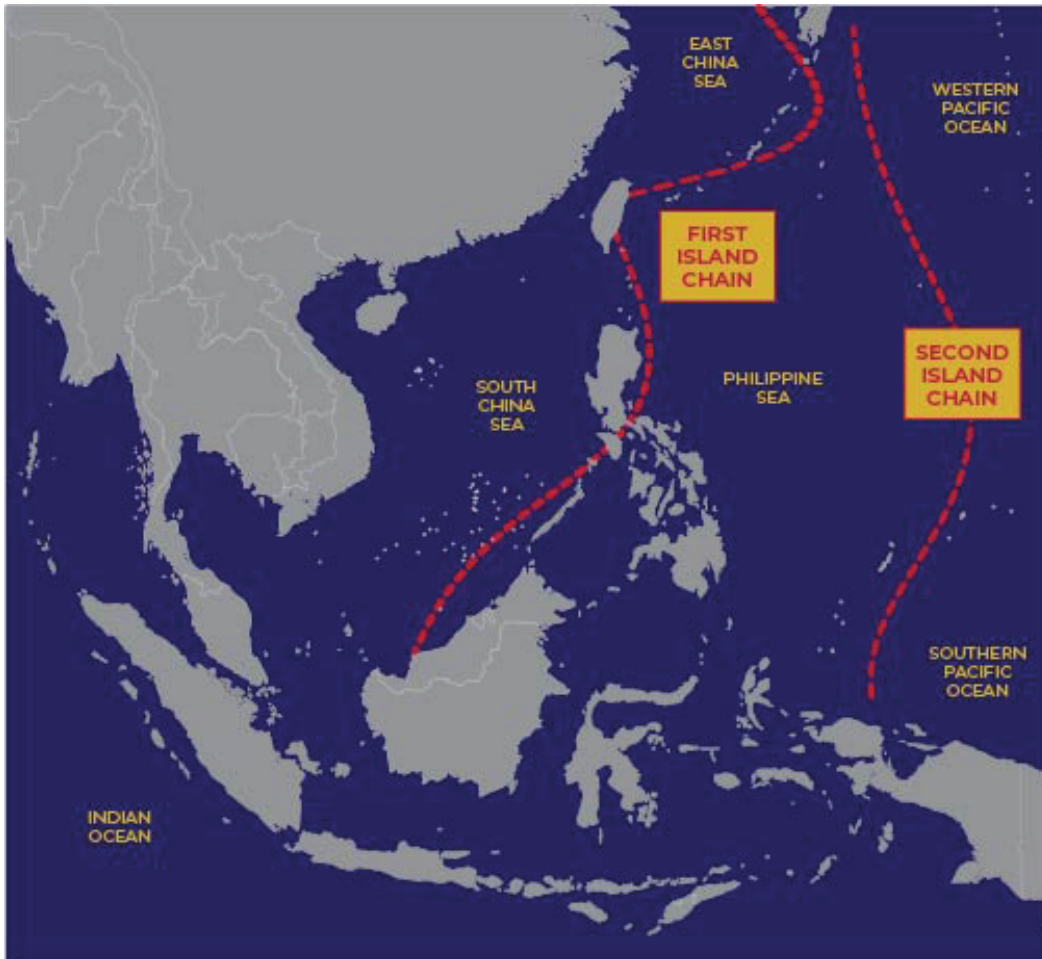 EAST
CHINA
SEA
WESTERN
PACIFIC
OCEAN
FIRST
ISLAND
CHAIN
SECOND
ISLAND
CHAIN
SOUTH
CHINA
SEA
PHILIPPINE
SEA
SOUTHERN
PACIFIC
OCEAN
INDIAN
OCEAN